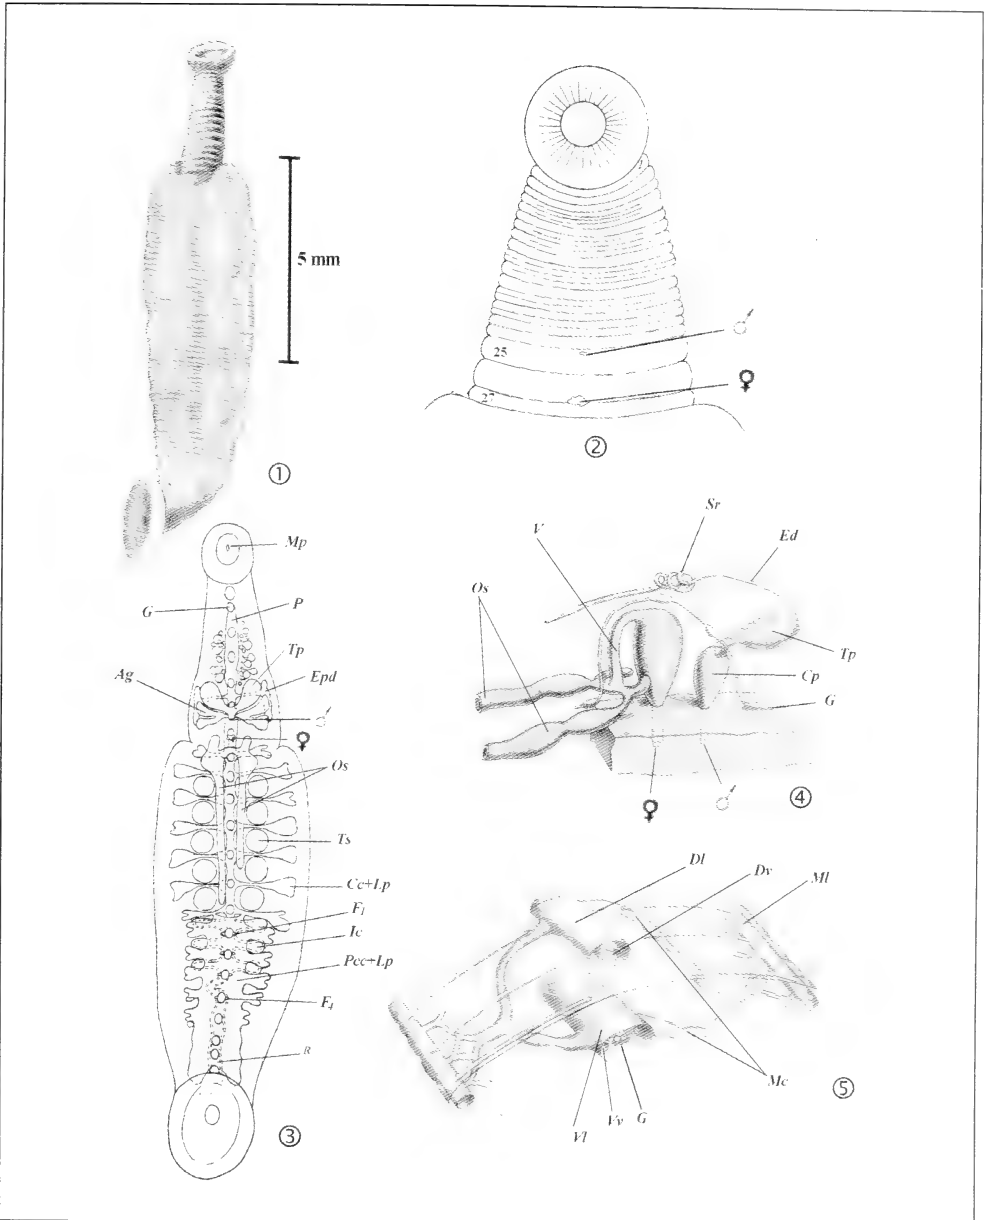 5 mm
①
25
♂
27
♀
②
Mp
G
P
Tp
Ag
Epd
♂
♀
Os
Ts
Cc+Lp
F1
Ic
Pcc+Lp
F4
R
③
Sr
V
Ed
Os
Tp
Cp
G
♀
♂
④
Dl
Dv
Ml
Mc
Vl
Vv
G
⑤